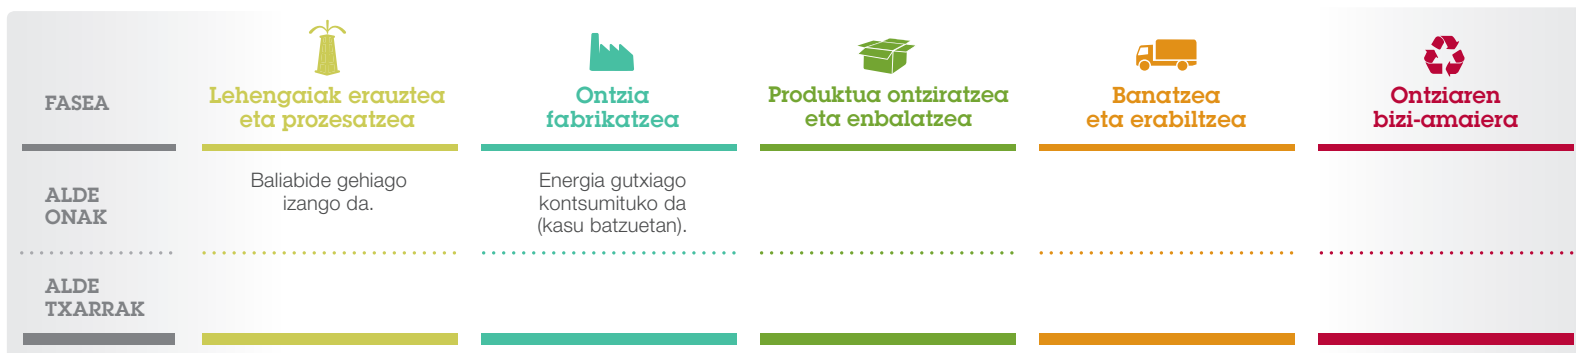 FASEA
Lehengaiak erauztea
eta prozesatzea
Ontzia
fabrikatzea
Produktua ontziratzea
eta enbalatzea
Banatzea
eta erabiltzea
Ontziaren
bizi-amaiera
ALDE
ONAK
Baliabide gehiago
izango da.
Energia gutxiago
kontsumituko da
(kasu batzuetan).
ALDE
TXARRAK